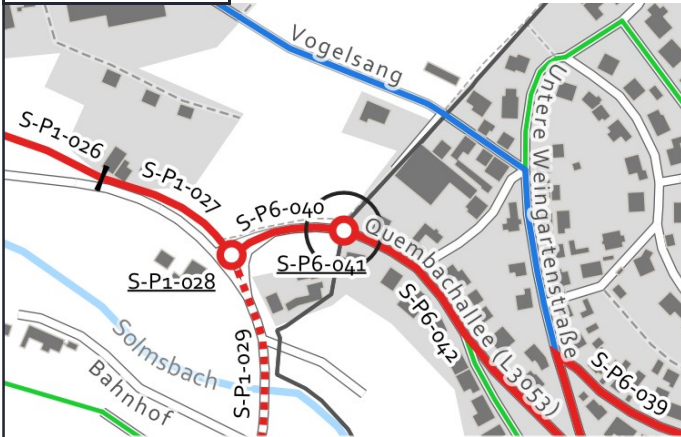 Vogelsang
S-P1-026
S-P1-027
S-P6-040
Untere Weingartenstraße
Quembachallee (L3053)
S-P6-041
S-P1-028
S-P6-042
S-P1-029
Solmsbach
Bahnhof
S-P6-039